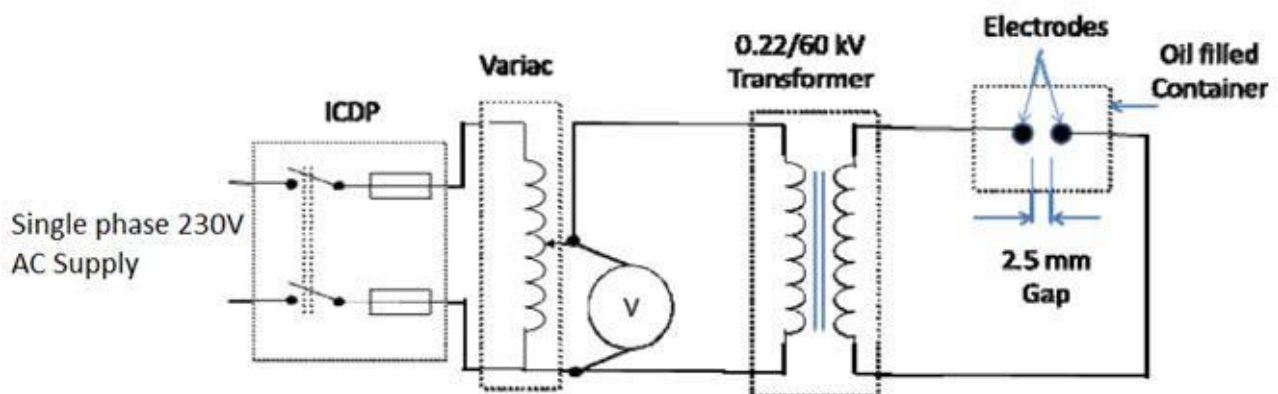 Electrodes
Oil filled
Container
0.22/60 kV
Transformer
Variac
ICDP
Single phase 230V
AC Supply
V
2.5 mm
Gap